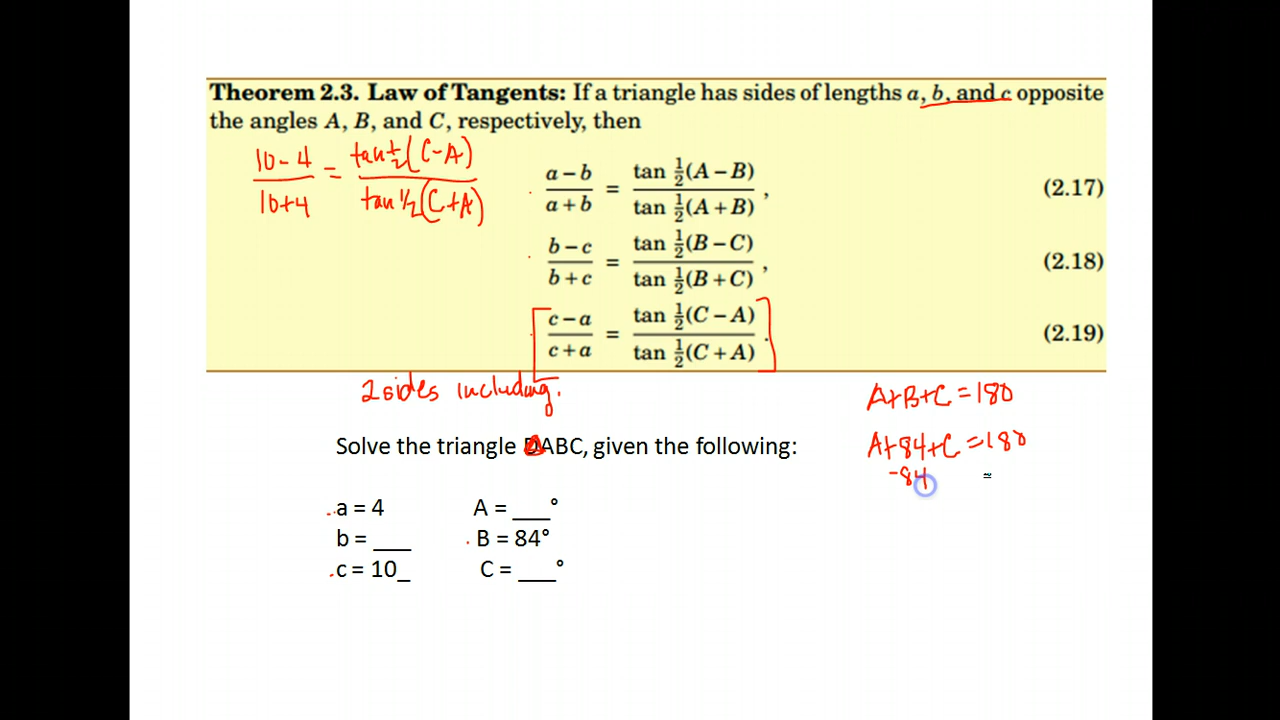 Theorem 2.3. Law of Tangents: If a triangle has sides of lengths a, b, and c opposite
the angles A, B, and C, respectively, then
10 - 4 / 10 + 4 = tan ½ (C - A) / tan 1/2 (C + A)
a - b / a + b = tan ½(A - B) / tan ½(A + B) , (2.17)
b - c / b + c = tan ½(B - C) / tan ½(B + C) , (2.18)
c - a / c + a = tan ½(C - A) / tan ½(C + A) . (2.19)
2 sides including.
A + B + C = 180
Solve the triangle ΔABC, given the following:
A + 84 + C = 180
-84 =
a = 4 A = ___°
b = ___ B = 84°
c = 10_ C = ___°